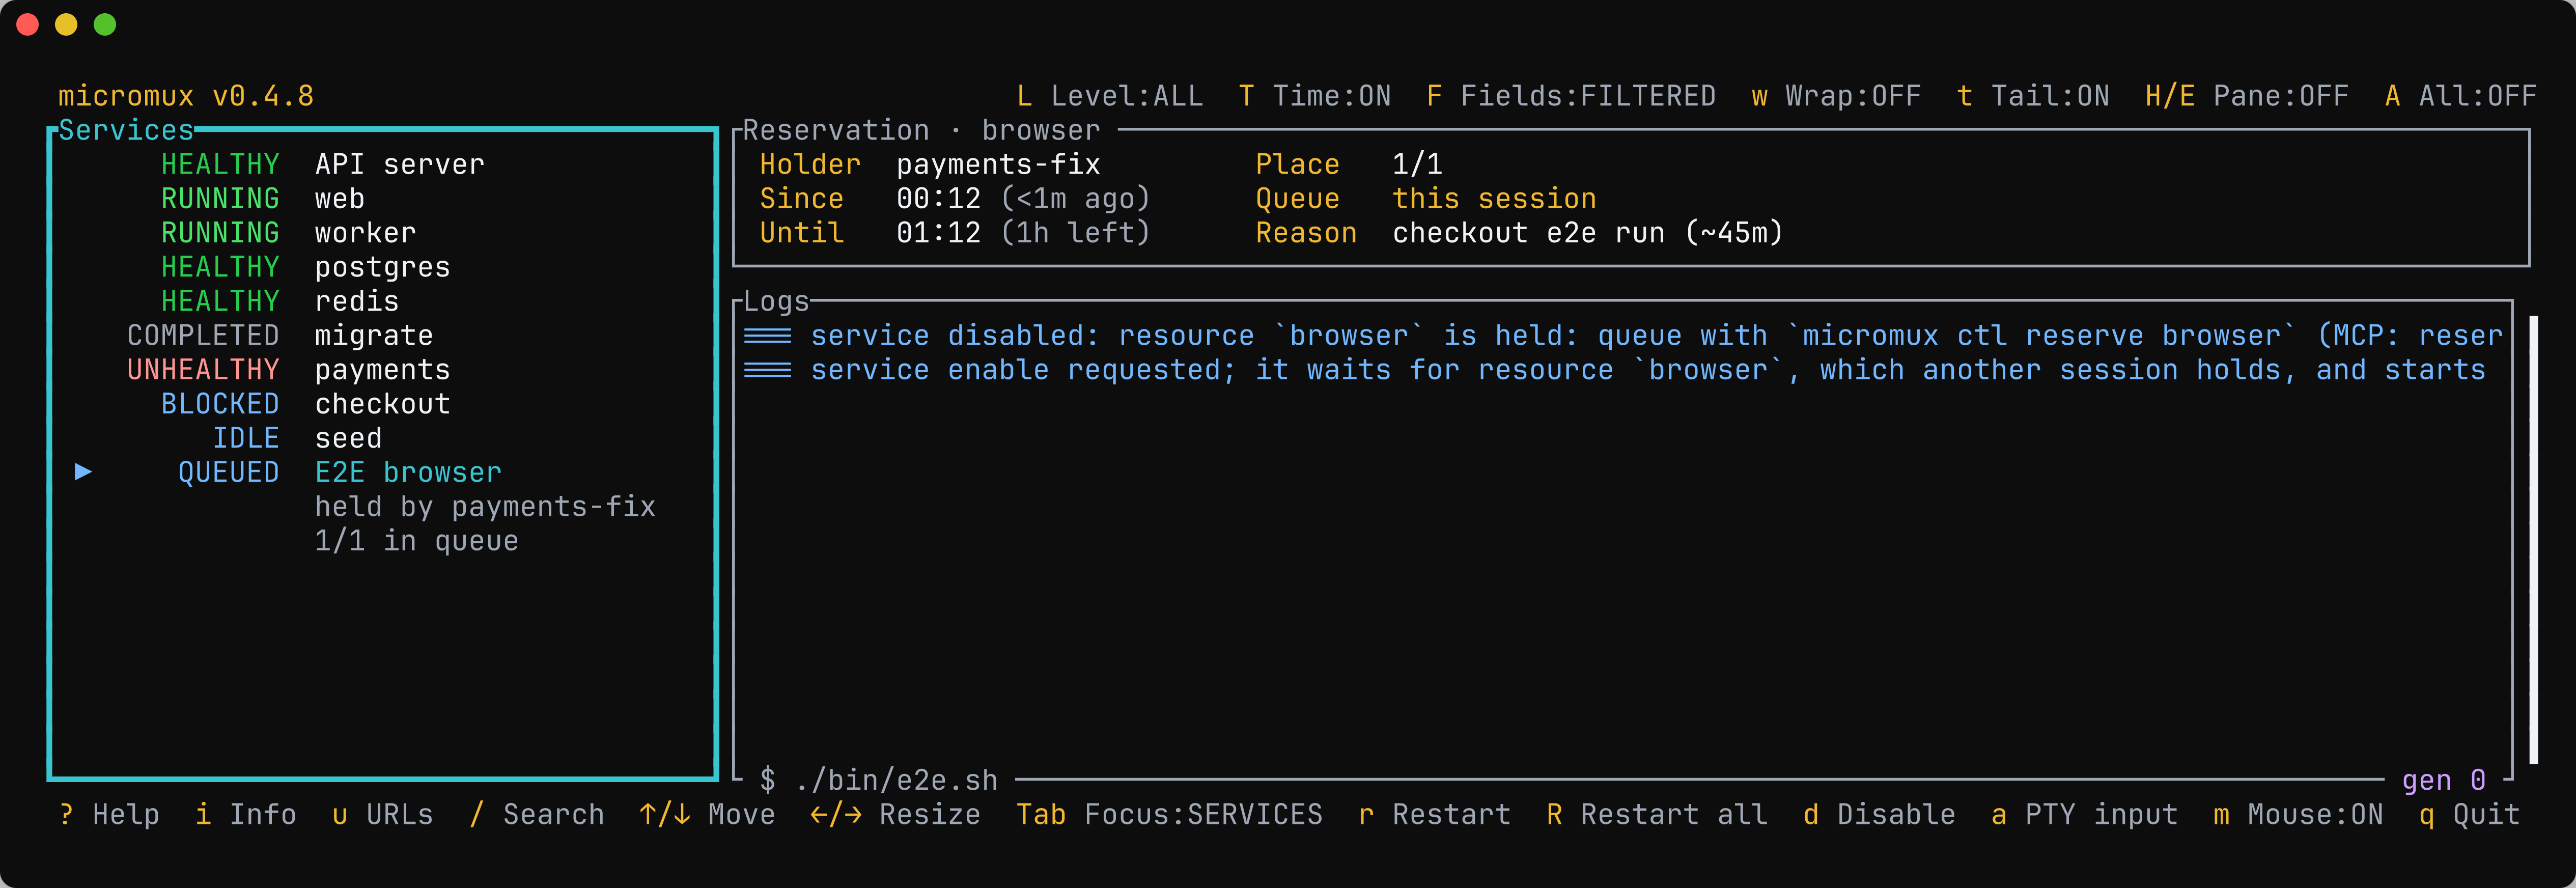 micromux v0.4.8
L Level:ALL T Time:ON F Fields:FILTERED w Wrap:OFF t Tail:ON H/E Pane:OFF A All:OFF
Services
HEALTHY API server
RUNNING web
RUNNING worker
HEALTHY postgres
HEALTHY redis
COMPLETED migrate
UNHEALTHY payments
BLOCKED checkout
IDLE seed
▶ QUEUED E2E browser
held by payments-fix
1/1 in queue
Reservation · browser
Holder payments-fix Place 1/1
Since 00:12 (<1m ago) Queue this session
Until 01:12 (1h left) Reason checkout e2e run (~45m)
Logs
service disabled: resource `browser` is held: queue with `micromux ctl reserve browser` (MCP: reser
service enable requested; it waits for resource `browser`, which another session holds, and starts
$ ./bin/e2e.sh
gen 0
? Help i Info u URLs / Search ↑/↓ Move ←/→ Resize Tab Focus:SERVICES r Restart R Restart all d Disable a PTY input m Mouse:ON q Quit